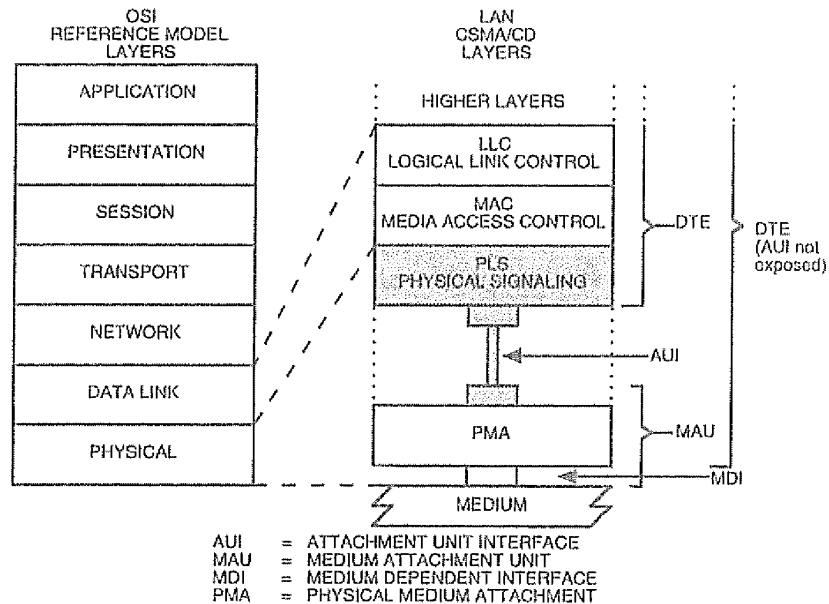 OSI
REFERENCE MODEL
LAYERS
APPLICATION
PRESENTATION
SESSION
TRANSPORT
NETWORK
DATA LINK
PHYSICAL
LAN
CSMA/CD
LAYERS
HIGHER LAYERS
LLC
LOGICAL LINK CONTROL
MAC
MEDIA ACCESS CONTROL
PLS
PHYSICAL SIGNALING
PMA
MEDIUM
DTE
DTE
(AUI not
exposed)
AUI
MAU
MDI
AUI = ATTACHMENT UNIT INTERFACE
MAU = MEDIUM ATTACHMENT UNIT
MDI = MEDIUM DEPENDENT INTERFACE
PMA = PHYSICAL MEDIUM ATTACHMENT